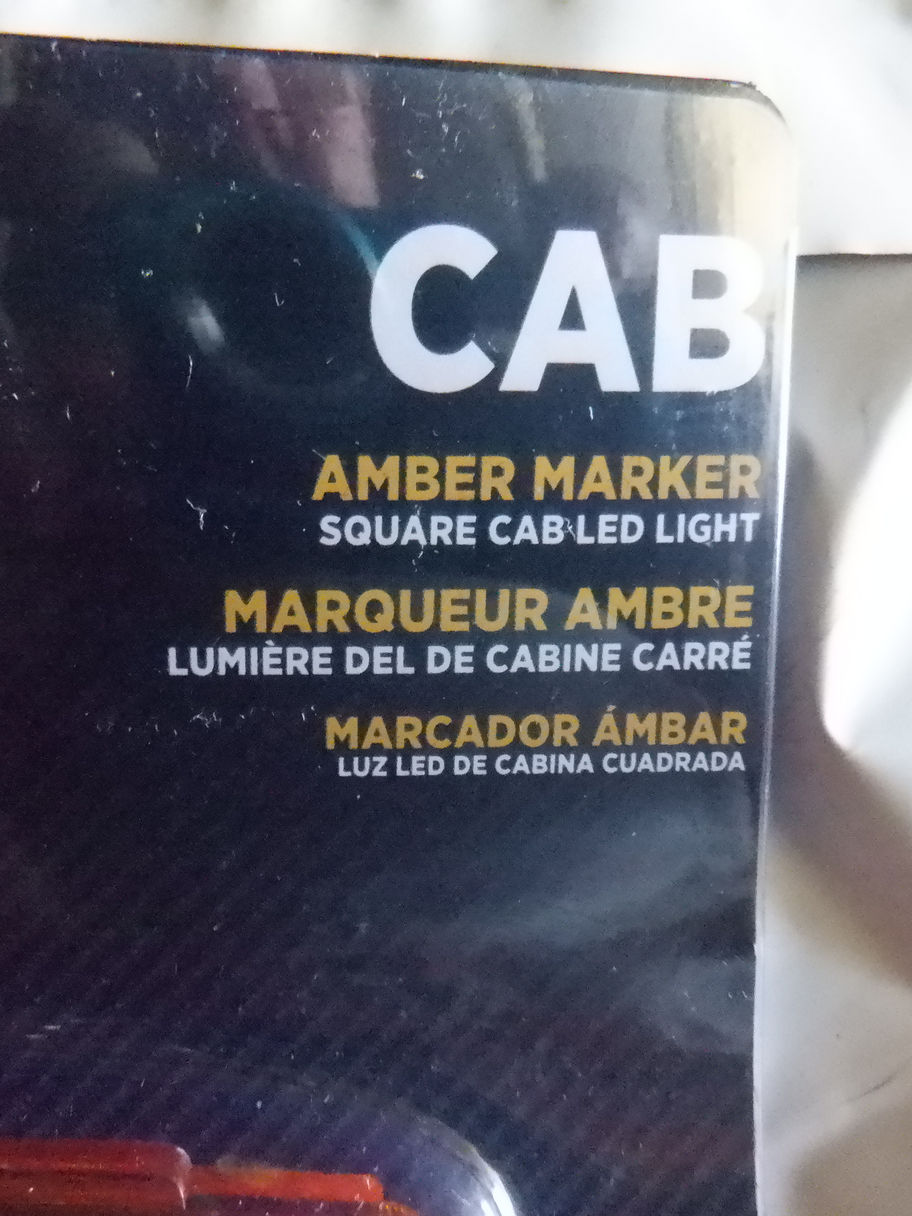 CAB
AMBER MARKER
SQUARE CAB LED LIGHT
MARQUEUR AMBRE
LUMIÈRE DEL DE CABINE CARRÉ
MARCADOR ÁMBAR
LUZ LED DE CABINA CUADRADA